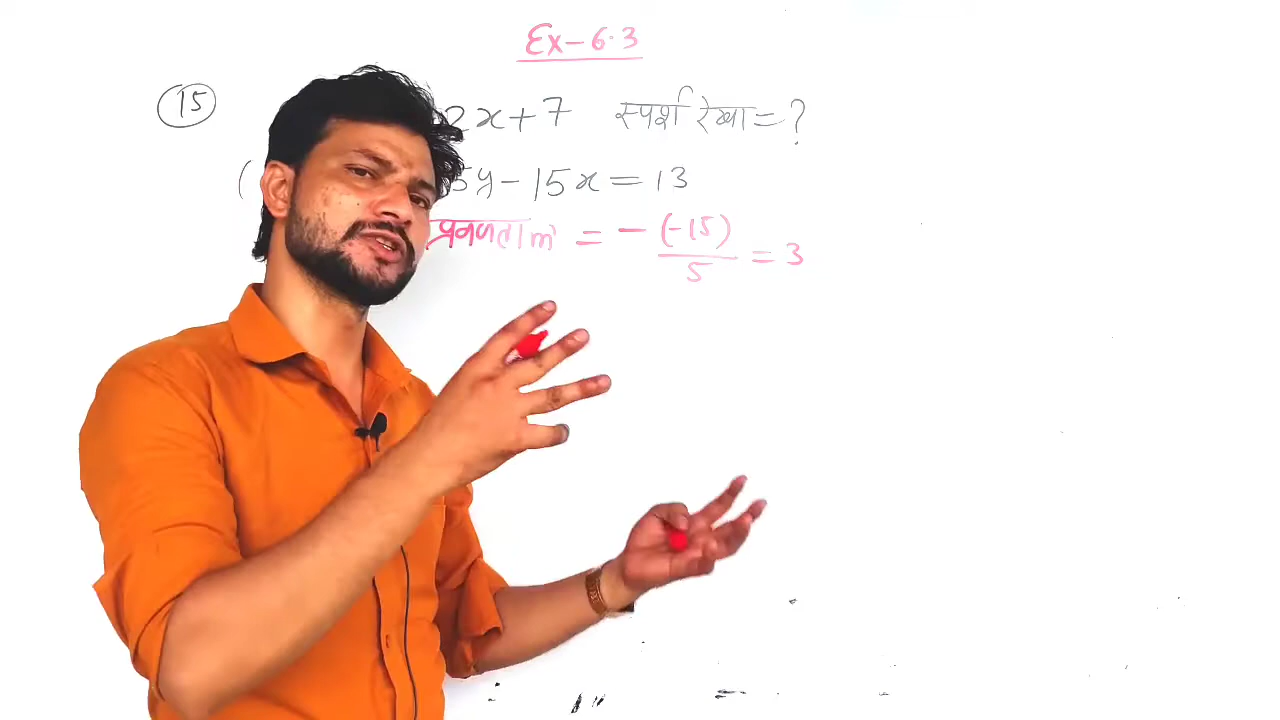 Ex-6.3
15 2x+7 स्पर्श रेखा = ?
( 5y-15x=13
प्रवणता m' = -(-15)/5 = 3